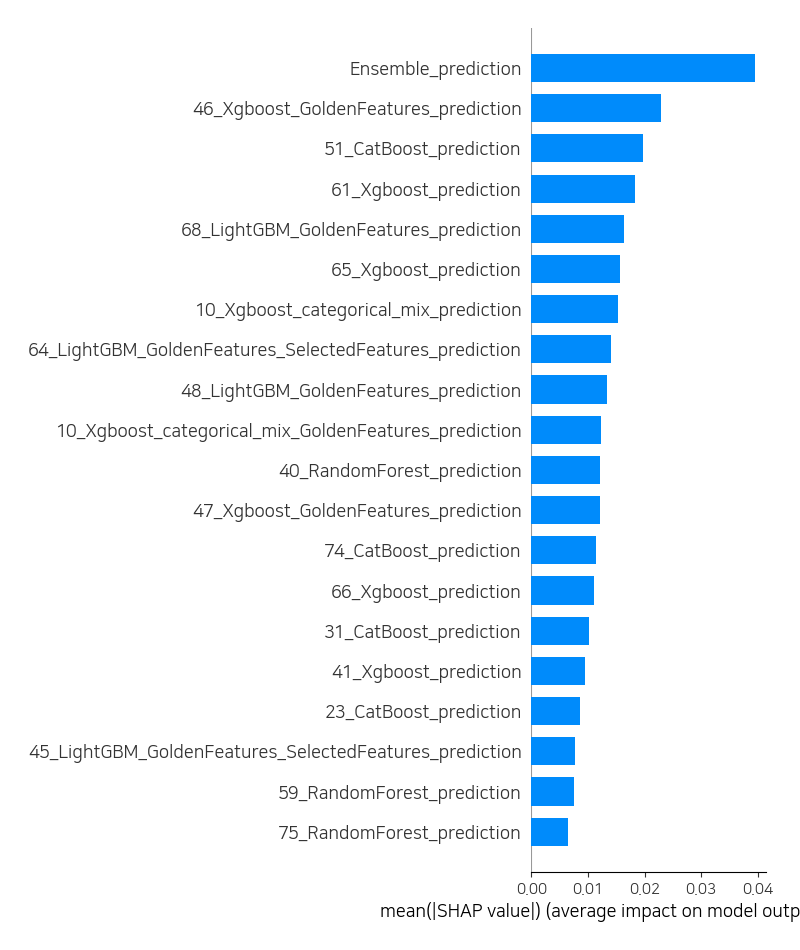 Ensemble_prediction
46_Xgboost_GoldenFeatures_prediction
51_CatBoost_prediction
61_Xgboost_prediction
68_LightGBM_GoldenFeatures_prediction
65_Xgboost_prediction
10_Xgboost_categorical_mix_prediction
64_LightGBM_GoldenFeatures_SelectedFeatures_prediction
48_LightGBM_GoldenFeatures_prediction
10_Xgboost_categorical_mix_GoldenFeatures_prediction
40_RandomForest_prediction
47_Xgboost_GoldenFeatures_prediction
74_CatBoost_prediction
66_Xgboost_prediction
31_CatBoost_prediction
41_Xgboost_prediction
23_CatBoost_prediction
45_LightGBM_GoldenFeatures_SelectedFeatures_prediction
59_RandomForest_prediction
75_RandomForest_prediction
0.00 0.01 0.02 0.03 0.04
mean(|SHAP value|) (average impact on model outp